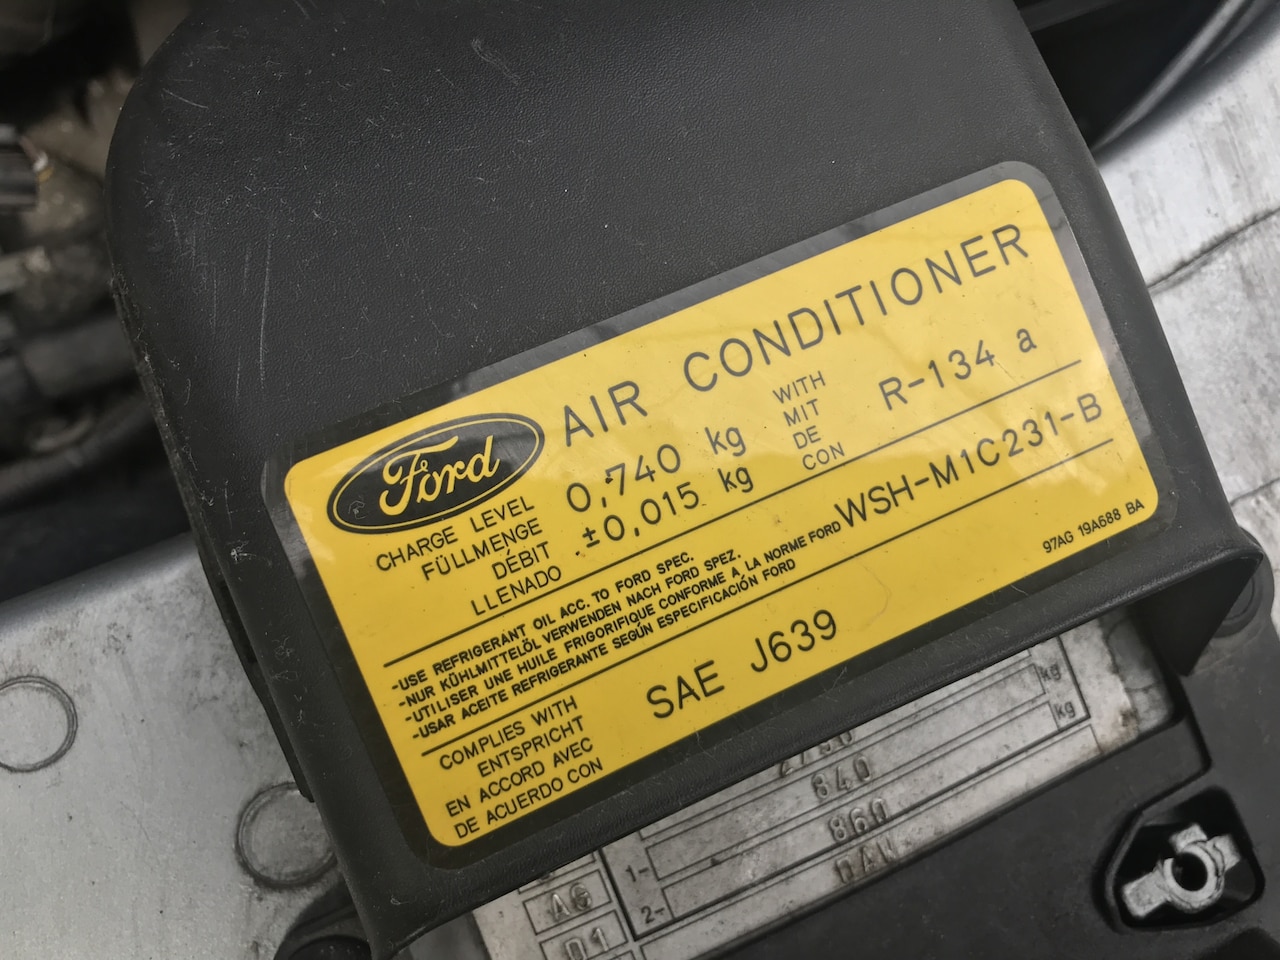 Ford
AIR CONDITIONER
CHARGE LEVEL
FÜLLMENGE
DÉBIT
LLENADO
0,740 kg
±0,015 kg
WITH
MIT
DE
CON
R-134 a
-USE REFRIGERANT OIL ACC. TO FORD SPEC.
-NUR KÜHLMITTELÖL VERWENDEN NACH FORD SPEZ.
-UTILISER UNE HUILE FRIGORIFIQUE CONFORME A LA NORME FORD
-USAR ACEITE REFRIGERANTE SEGÚN ESPECIFICACIÓN FORD
WSH-M1C231-B
COMPLIES WITH
ENTSPRICHT
EN ACCORD AVEC
DE ACUERDO CON
SAE J639
97AG 19A688 BA
kg
kg
840
1- 860
2-
AG
D1